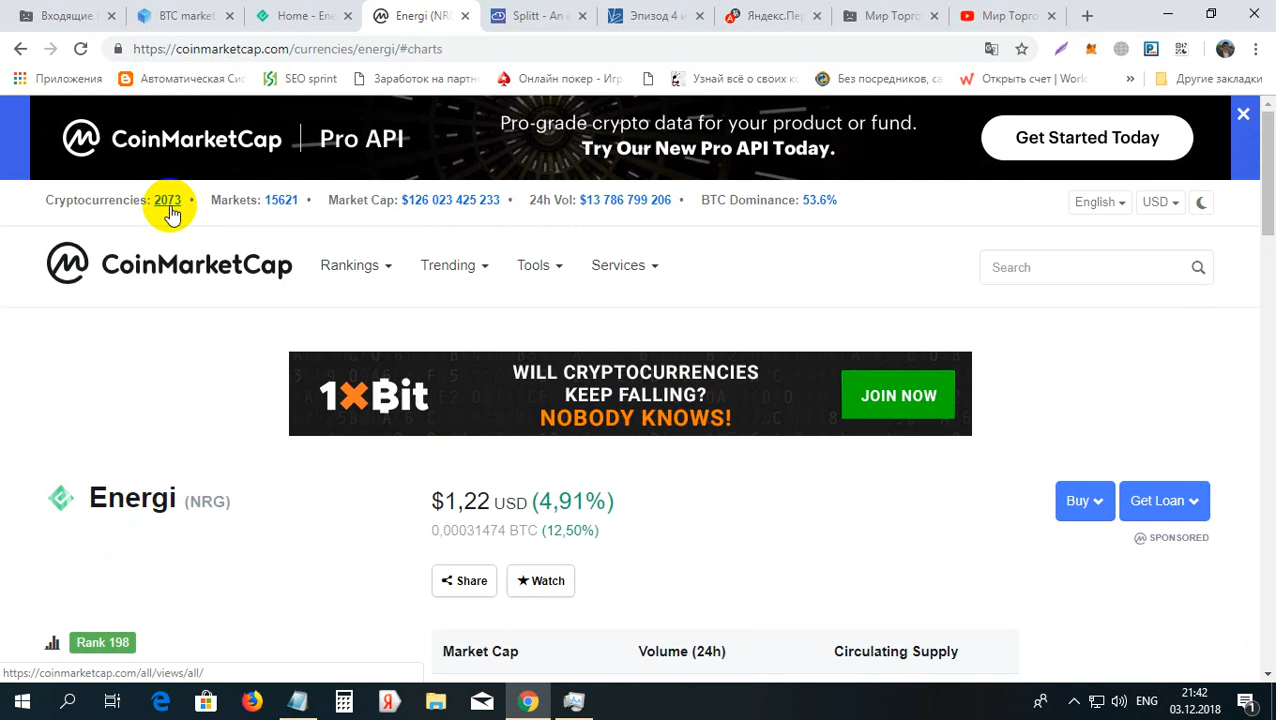 Входящие
BTC market
Home - Ene
Energi (NRG
Splitt - An e
Эпизод 4 и
Яндекс.Пер
Мир Торго
Мир Торго
https://coinmarketcap.com/currencies/energi/#charts
Приложения
Автоматическая Сис
SEO sprint
Заработок на партн
Онлайн покер - Игр
Узнай всё о своих ко
Без посредников, са
Открыть счет | World
»
Другие закладки
CoinMarketCap | Pro API
Pro-grade crypto data for your product or fund.
Try Our New Pro API Today.
Get Started Today
Cryptocurrencies: 2073 • Markets: 15621 • Market Cap: $126 023 425 233 • 24h Vol: $13 786 799 206 • BTC Dominance: 53.6%
English
USD
CoinMarketCap
Rankings
Trending
Tools
Services
Search
1xBit
WILL CRYPTOCURRENCIES
KEEP FALLING?
NOBODY KNOWS!
JOIN NOW
Energi (NRG)
$1,22 USD (4,91%)
0,00031474 BTC (12,50%)
Buy
Get Loan
SPONSORED
Share
Watch
Rank 198
Market Cap
Volume (24h)
Circulating Supply
https://coinmarketcap.com/all/views/all/
ENG
21:42
03.12.2018
1